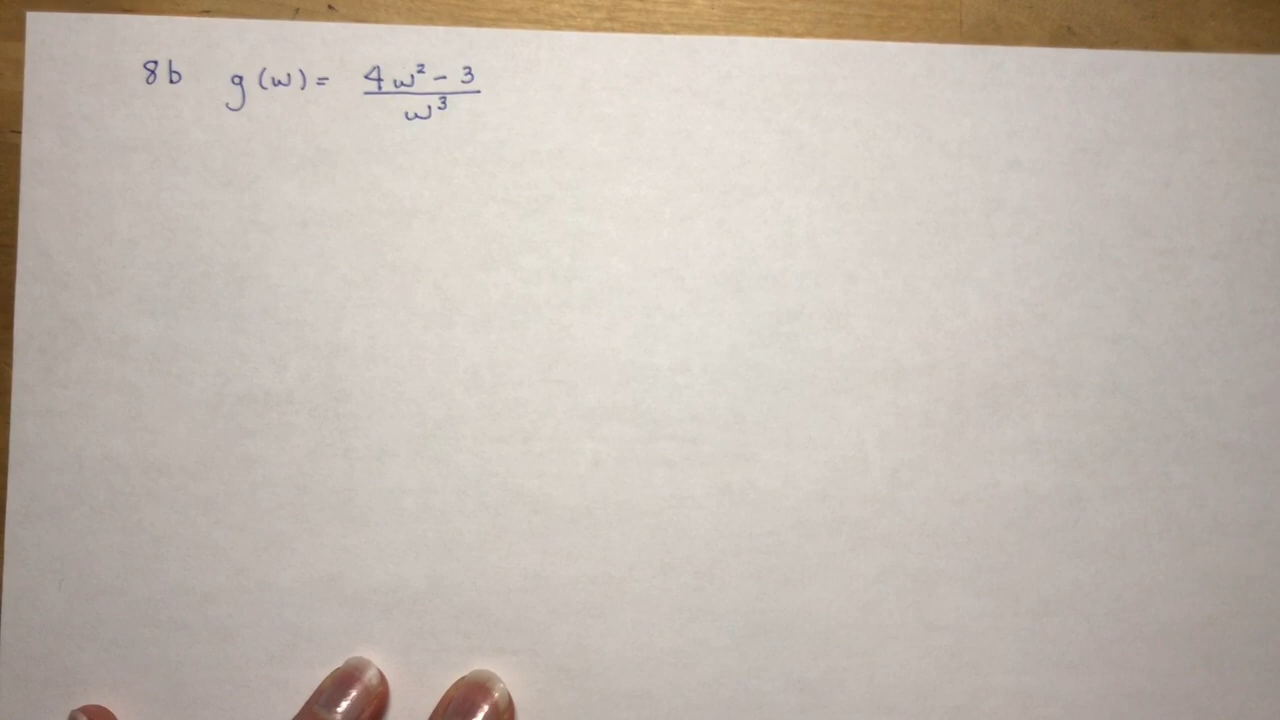 8b g(w) = (4w² - 3)/w³